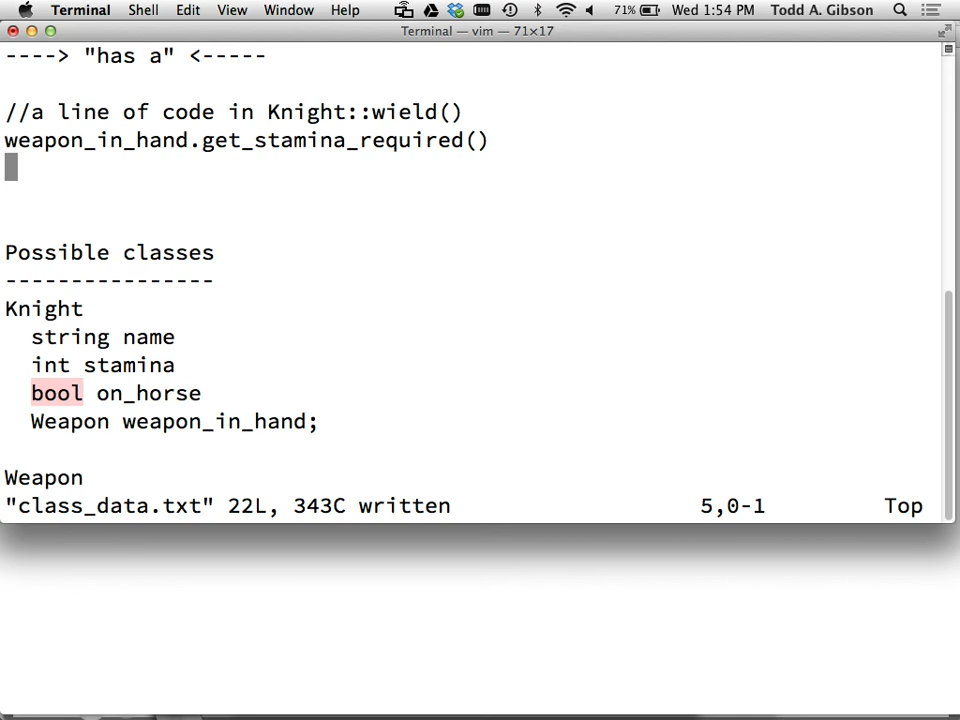 Terminal Shell Edit View Window Help 71% Wed 1:54 PM Todd A. Gibson
Terminal — vim — 71×17
----> "has a" <-----
//a line of code in Knight::wield()
weapon_in_hand.get_stamina_required()
Possible classes
----------------
Knight
string name
int stamina
bool on_horse
Weapon weapon_in_hand;
Weapon
"class_data.txt" 22L, 343C written 5,0-1 Top